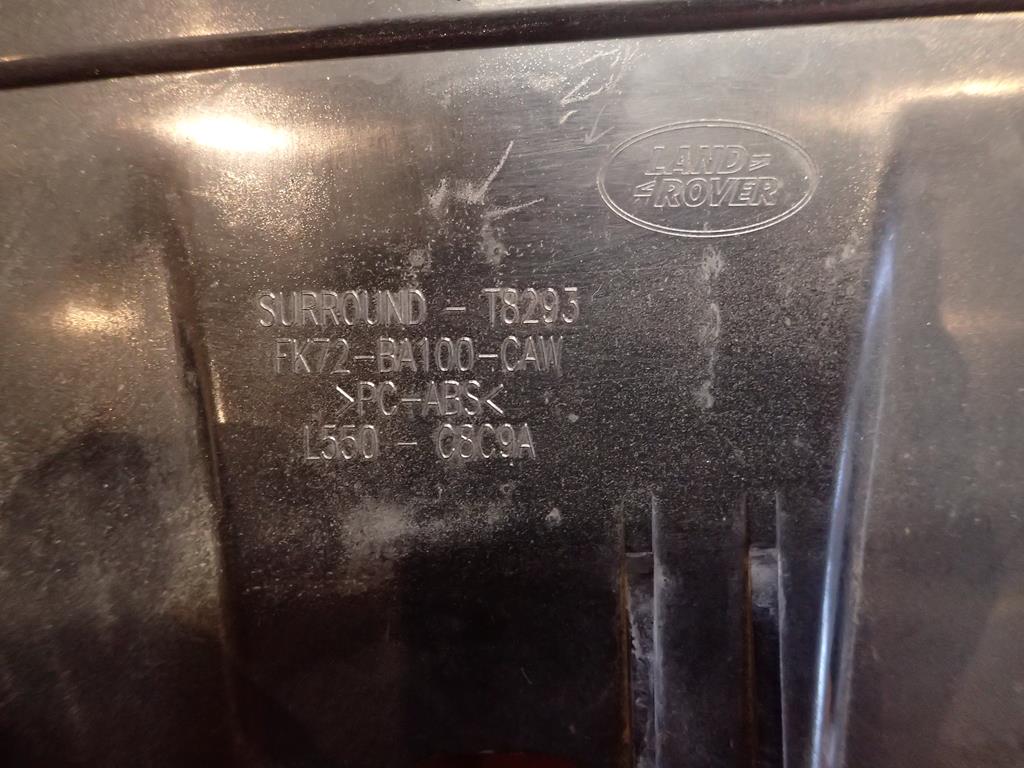 LAND
ROVER
SURROUND - T8293
FK72-BA100-CAW
>PC-ABS<
L550 - C8C9A